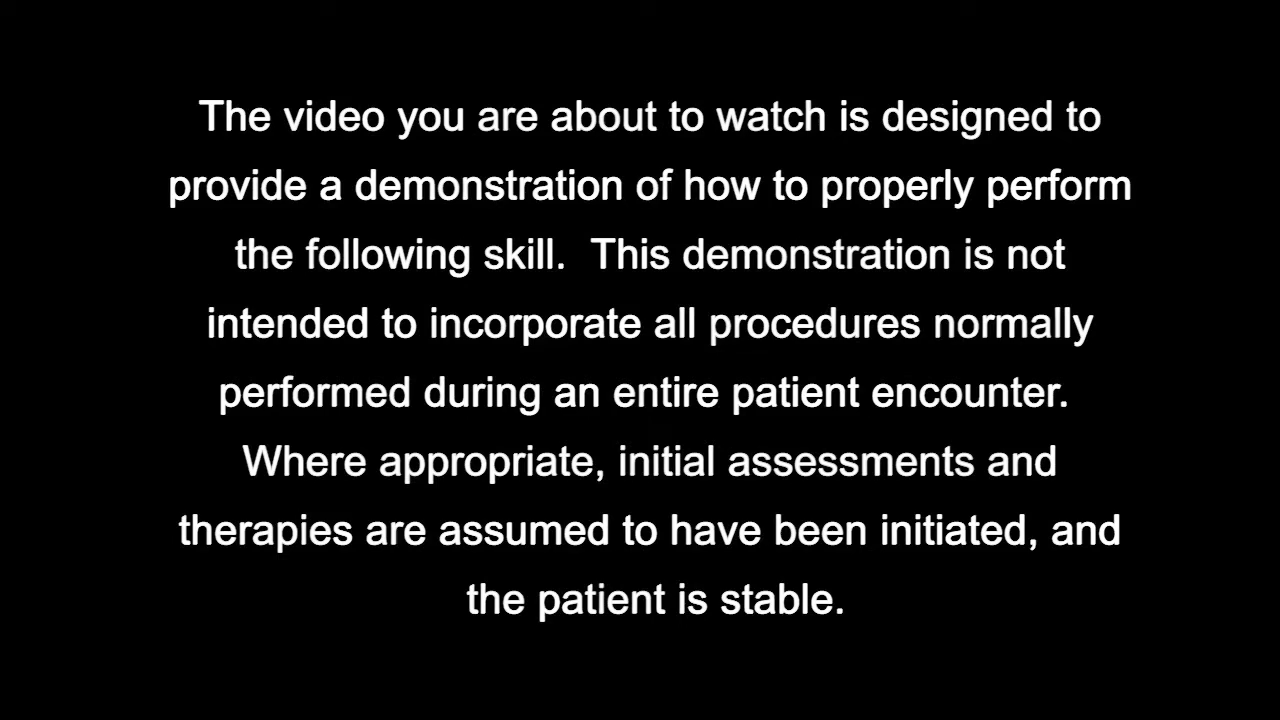 The video you are about to watch is designed to
provide a demonstration of how to properly perform
the following skill.  This demonstration is not
intended to incorporate all procedures normally
performed during an entire patient encounter.
Where appropriate, initial assessments and
therapies are assumed to have been initiated, and
the patient is stable.